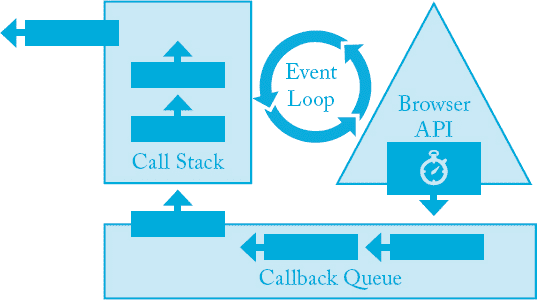 Event
Loop
Browser
API
Call Stack
Callback Queue